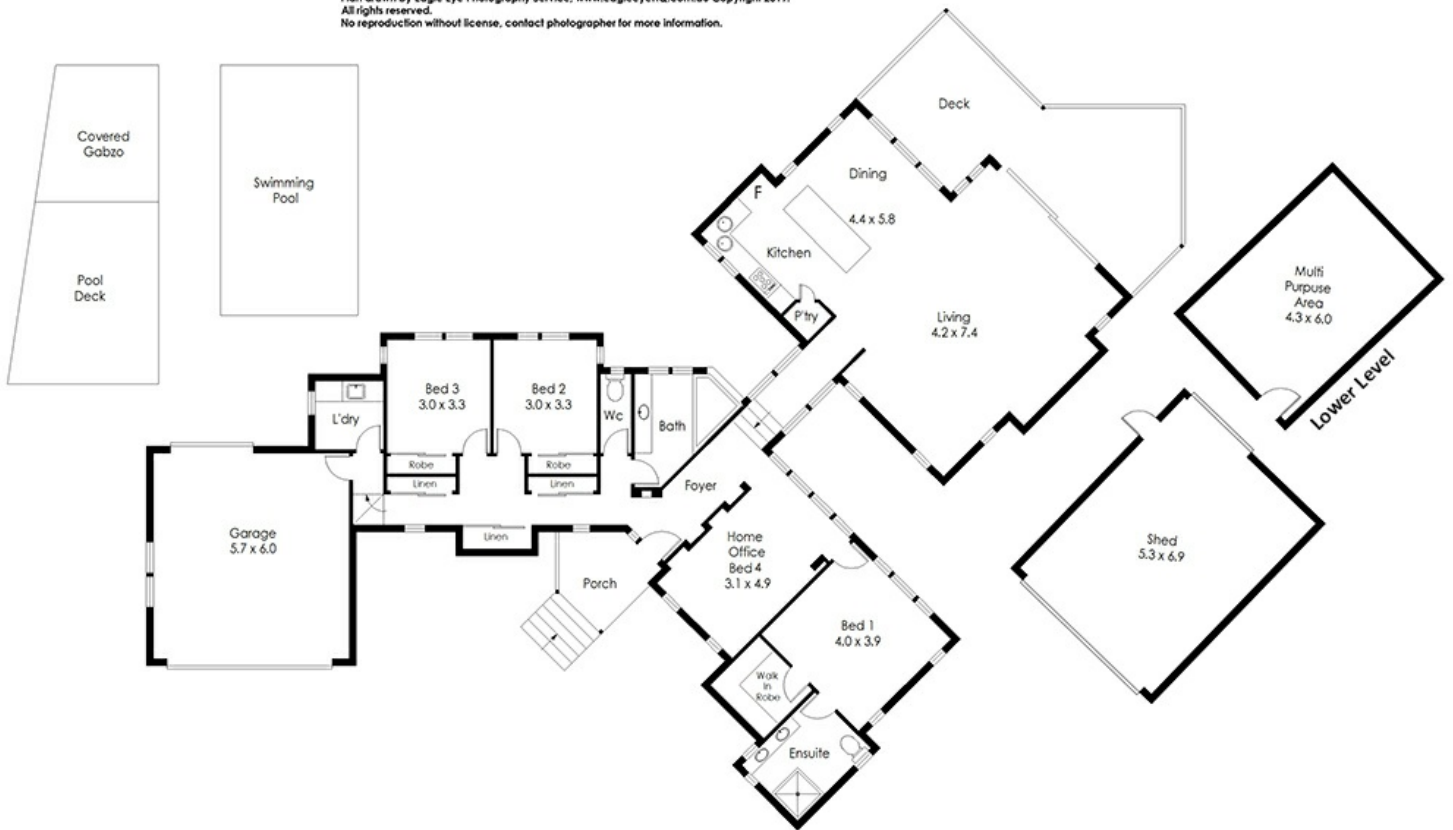 All rights reserved.
No reproduction without license, contact photographer for more information.
Covered
Gabzo
Swimming
Pool
Pool
Deck
Deck
Dining
4.4 x 5.8
F
Kitchen
P'try
Living
4.2 x 7.4
Multi
Purpuse
Area
4.3 x 6.0
Lower Level
Bed 3
3.0 x 3.3
Bed 2
3.0 x 3.3
Wc
Bath
L'dry
Robe
Robe
Linen
Linen
Linen
Foyer
Garage
5.7 x 6.0
Porch
Home
Office
Bed 4
3.1 x 4.9
Shed
5.3 x 6.9
Bed 1
4.0 x 3.9
Walk
In
Robe
Ensuite